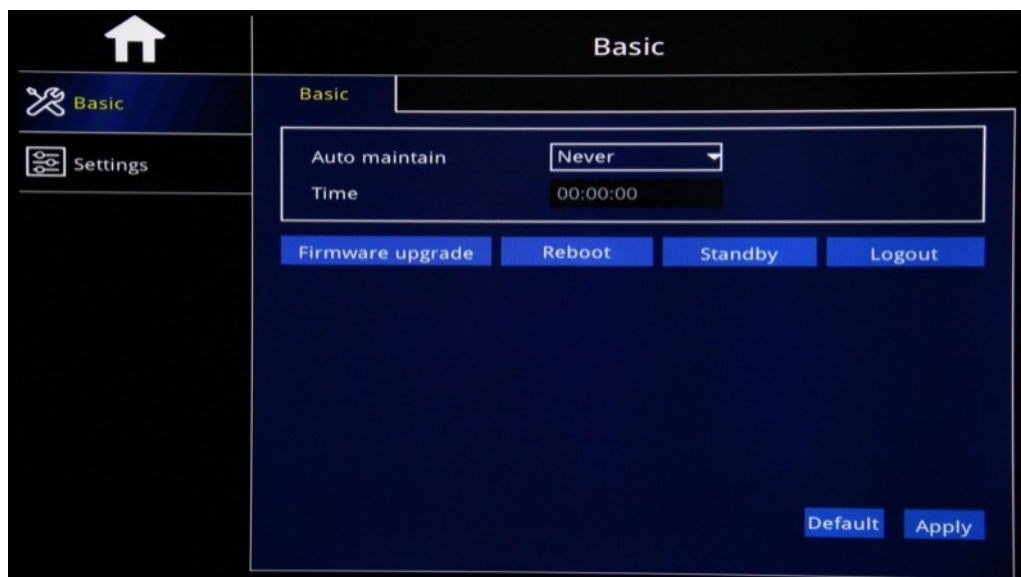 Basic
Basic
Settings
Basic
Auto maintain Never
Time 00:00:00
Firmware upgrade Reboot Standby Logout
Default Apply